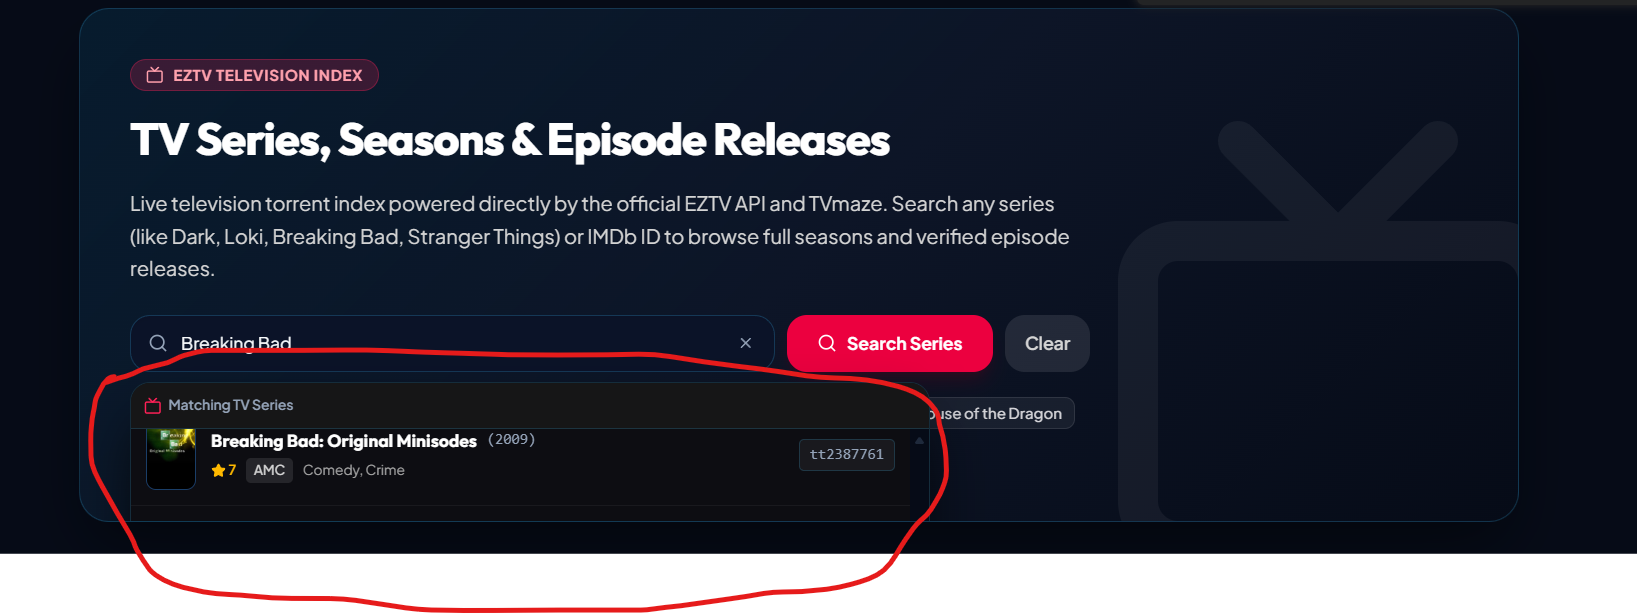 EZTV TELEVISION INDEX
TV Series, Seasons & Episode Releases
Live television torrent index powered directly by the official EZTV API and TVmaze. Search any series
(like Dark, Loki, Breaking Bad, Stranger Things) or IMDb ID to browse full seasons and verified episode
releases.
Breaking Bad
Search Series
Clear
Matching TV Series
ouse of the Dragon
Breaking Bad: Original Minisodes (2009)
tt2387761
7 AMC Comedy, Crime